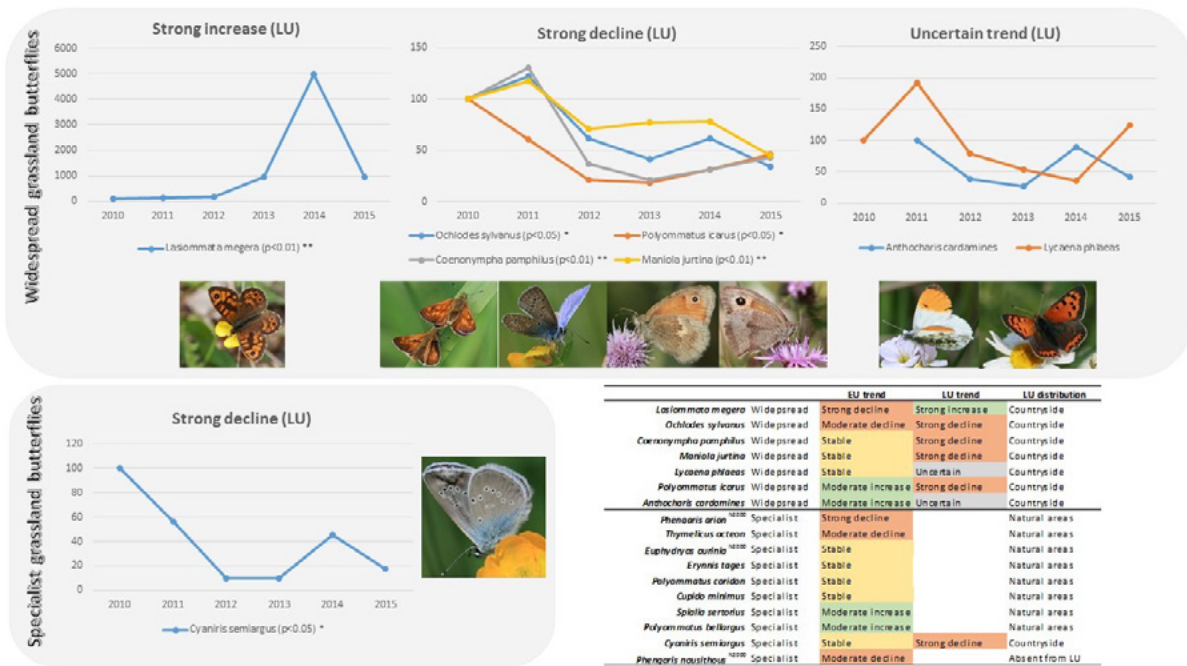 Widespread grassland butterflies
Strong increase (LU)
6000
5000
4000
3000
2000
1000
0
2010 2011 2012 2013 2014 2015
Lasiommata megera (p<0.01) **
Strong decline (LU)
150
100
50
0
2010 2011 2012 2013 2014 2015
Ochlodes sylvanus (p<0.05) * Polyommatus icarus (p<0.05) *
Coenonympha pamphilus (p<0.01) ** Maniola jurtina (p<0.01) **
Uncertain trend (LU)
250
200
150
100
50
0
2010 2011 2012 2013 2014 2015
Anthocharis cardamines Lycaena phlaeas
Specialist grassland butterflies
Strong decline (LU)
120
100
80
60
40
20
0
2010 2011 2012 2013 2014 2015
Cyaniris semiargus (p<0.05) *
EU trend LU trend LU distribution
Lasiommata megera Widepsread Strong decline Strong increase Countryside
Ochlodes sylvanus Widepsread Moderate decline Strong decline Countryside
Coenonympha pamphilus Widepsread Stable Strong decline Countryside
Maniola jurtina Widepsread Stable Strong decline Countryside
Lycaena phlaeas Widepsread Stable Uncertain Countryside
Polyommatus icarus Widepsread Moderate increase Strong decline Countryside
Anthocharis cardamines Widepsread Moderate increase Uncertain Countryside
Phengaris arion Specialist Strong decline Natural areas
Thymelicus acteon Specialist Moderate decline Natural areas
Euphydryas aurinia Specialist Stable Natural areas
Erynnis tages Specialist Stable Natural areas
Polyommatus coridon Specialist Stable Natural areas
Cupido minimus Specialist Stable Natural areas
Spialia sertorius Specialist Moderate increase Natural areas
Polyommatus bellargus Specialist Moderate increase Natural areas
Cyaniris semiargus Specialist Stable Strong decline Countryside
Phengaris nausithous Specialist Moderate decline Absent from LU